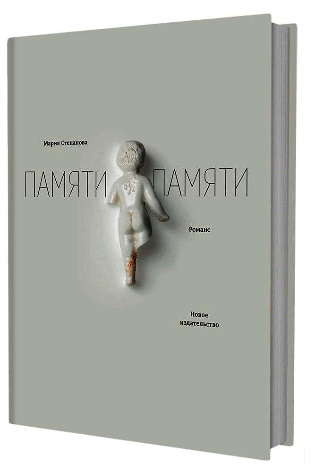 Мария Степанова
ПАМЯТИ ПАМЯТИ
Романс
Новое
издательство